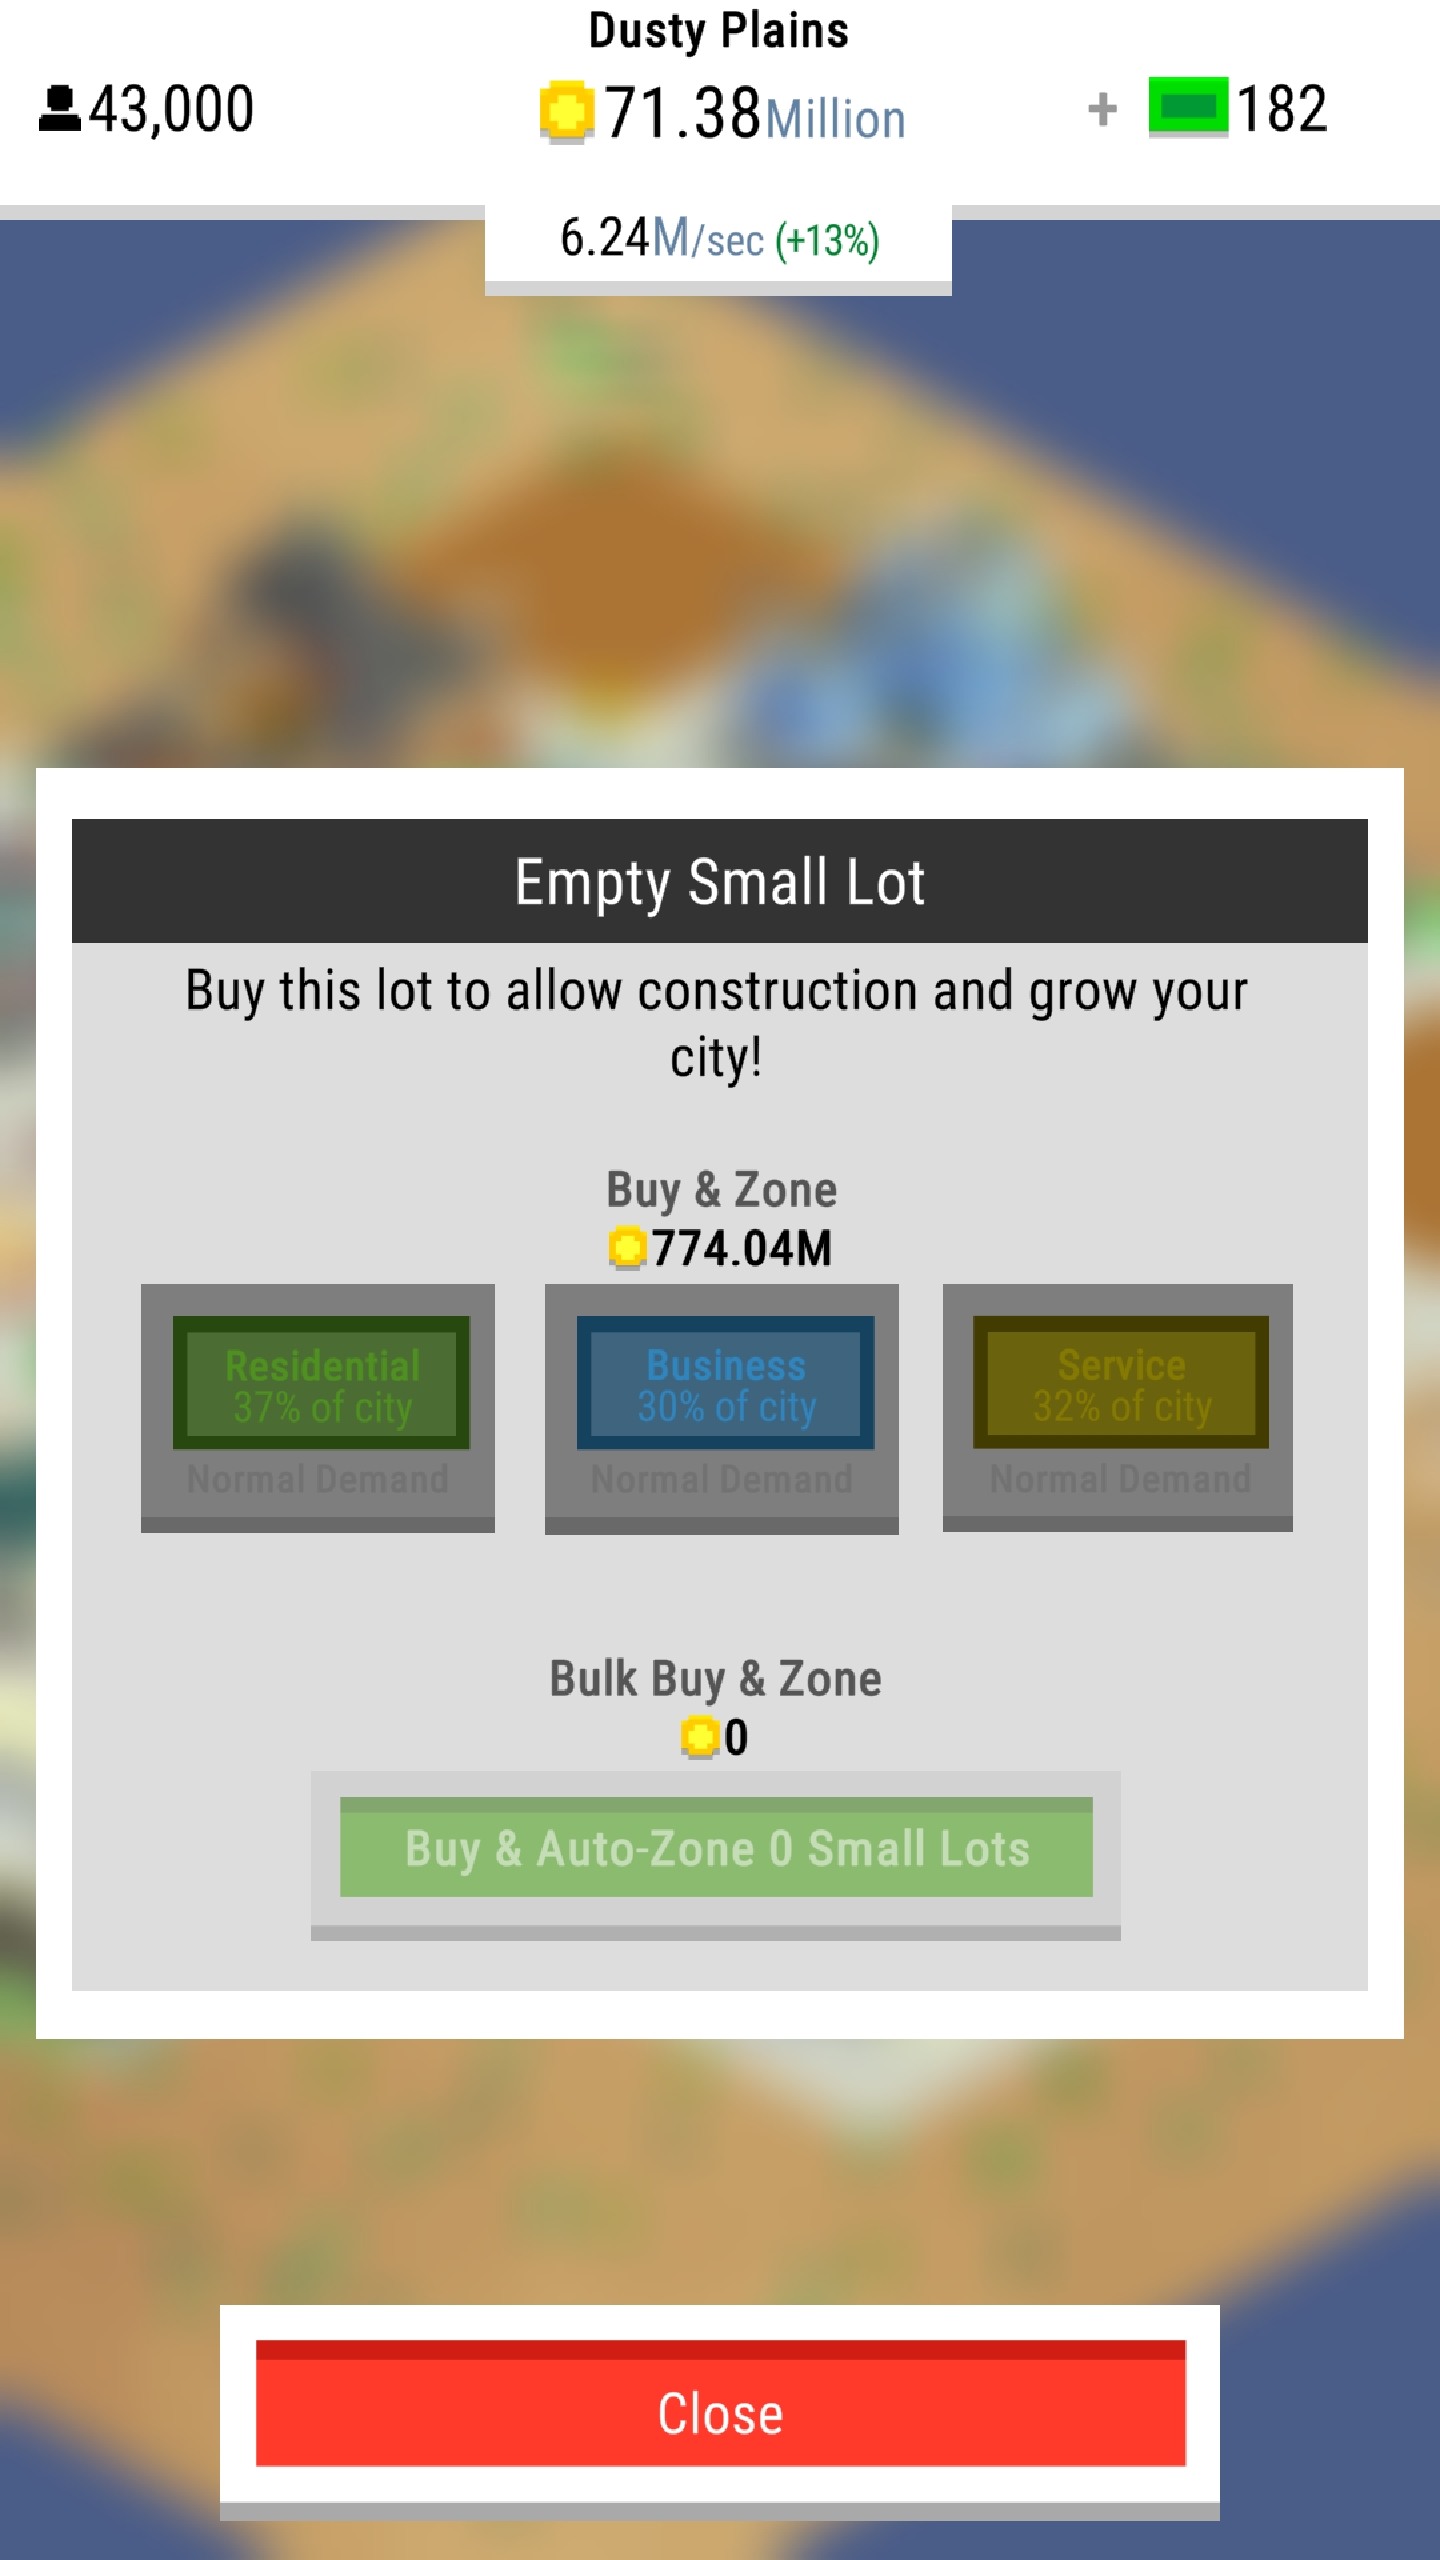 Dusty Plains
43,000
71.38Million
+ 182
6.24M/sec (+13%)
Empty Small Lot
Buy this lot to allow construction and grow your
city!
Buy & Zone
774.04M
Residential
37% of city
Normal Demand
Business
30% of city
Normal Demand
Service
32% of city
Normal Demand
Bulk Buy & Zone
0
Buy & Auto-Zone 0 Small Lots
Close